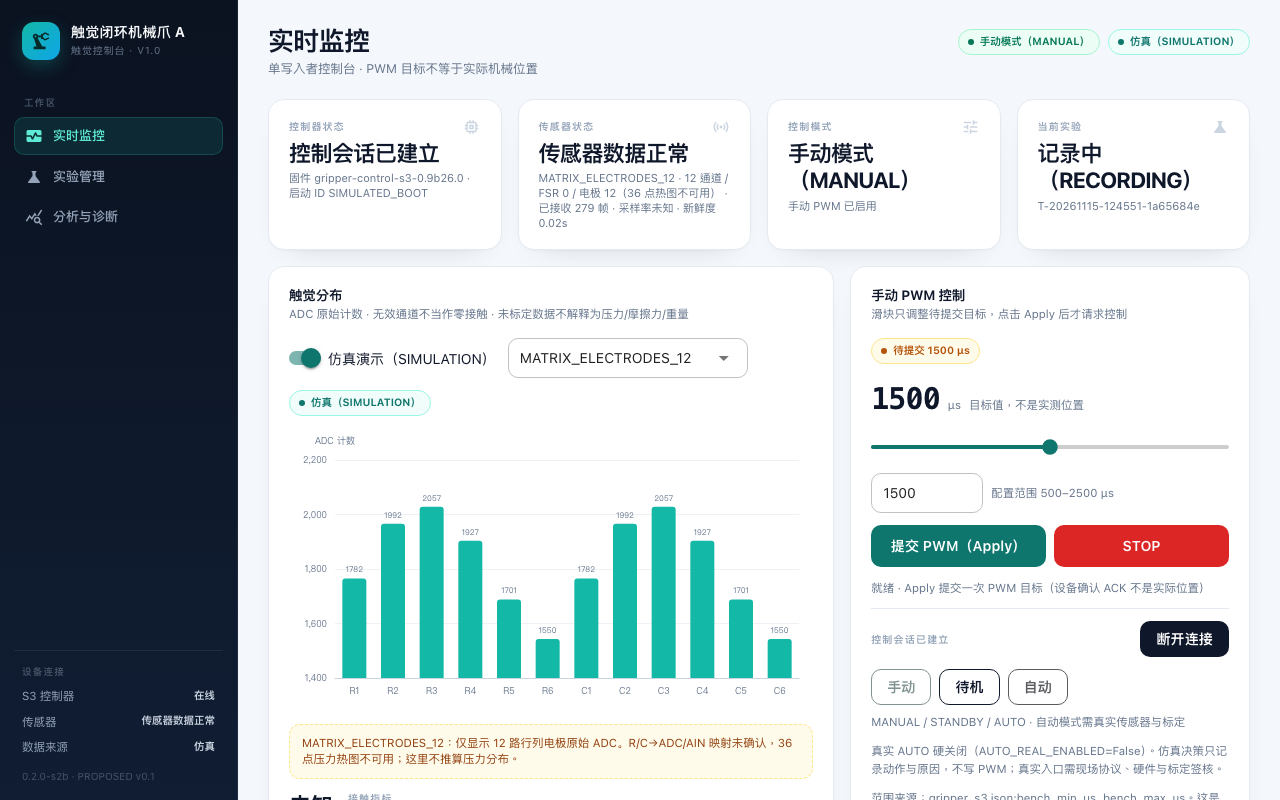 触觉闭环机械爪 A
触觉控制台 · V1.0
工作区
实时监控
实验管理
分析与诊断
设备连接
S3 控制器 在线
传感器 传感器数据正常
数据来源 仿真
0.2.0-s2b · PROPOSED v0.1
实时监控
单写入者控制台 · PWM 目标不等于实际机械位置
手动模式（MANUAL）
仿真（SIMULATION）
控制器状态
控制会话已建立
固件 gripper-control-s3-0.9b26.0 ·
启动 ID SIMULATED_BOOT
传感器状态
传感器数据正常
MATRIX_ELECTRODES_12 · 12 通道 /
FSR 0 / 电极 12（36 点热图不可用） ·
已接收 279 帧 · 采样率未知 · 新鲜度
0.02s
控制模式
手动模式
（MANUAL）
手动 PWM 已启用
当前实验
记录中
（RECORDING）
T-20261115-124551-1a65684e
触觉分布
ADC 原始计数 · 无效通道不当作零接触 · 未标定数据不解释为压力/摩擦力/重量
仿真演示（SIMULATION）
MATRIX_ELECTRODES_12
仿真（SIMULATION）
ADC 计数
2,200
2,000
1,800
1,600
1,400
1782 1992 2057 1927 1701 1550 1782 1992 2057 1927 1701 1550
R1 R2 R3 R4 R5 R6 C1 C2 C3 C4 C5 C6
MATRIX_ELECTRODES_12：仅显示 12 路行列电极原始 ADC。R/C→ADC/AIN 映射未确认，36
点压力热图不可用；这里不推算压力分布。
接触指标
手动 PWM 控制
滑块只调整待提交目标，点击 Apply 后才请求控制
待提交 1500 µs
1500 µs 目标值，不是实测位置
1500 配置范围 500–2500 µs
提交 PWM（Apply）
STOP
就绪 · Apply 提交一次 PWM 目标（设备确认 ACK 不是实际位置）
控制会话已建立
断开连接
手动 待机 自动
MANUAL / STANDBY / AUTO · 自动模式需真实传感器与标定
真实 AUTO 硬关闭（AUTO_REAL_ENABLED=False）。仿真决策只记
录动作与原因，不写 PWM；真实入口需现场协议、硬件与标定签核。
范围来源：gripper_s3.json:bench_min_us, bench_max_us。这是